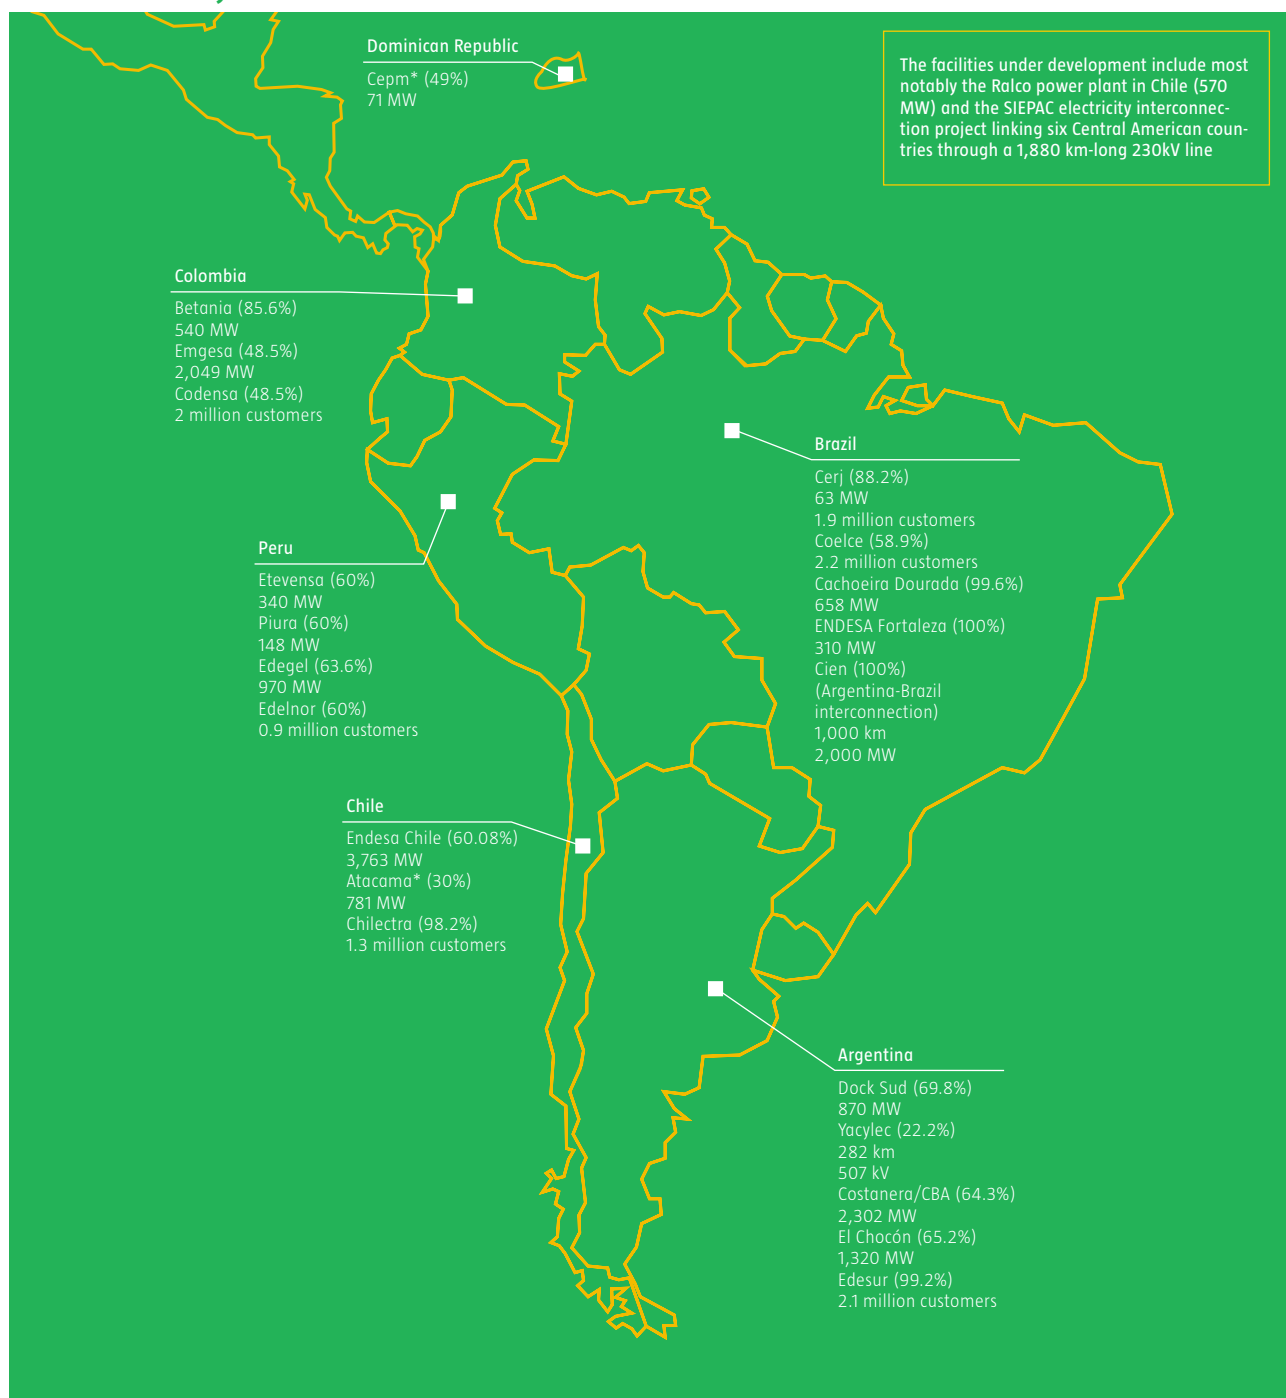 Dominican Republic
Cepm* (49%)
71 MW
The facilities under development include most
notably the Ralco power plant in Chile (570
MW) and the SIEPAC electricity interconnec-
tion project linking six Central American coun-
tries through a 1,880 km-long 230kV line
Colombia
Betania (85.6%)
540 MW
Emgesa (48.5%)
2,049 MW
Codensa (48.5%)
2 million customers
Brazil
Cerj (88.2%)
63 MW
1.9 million customers
Coelce (58.9%)
2.2 million customers
Cachoeira Dourada (99.6%)
658 MW
ENDESA Fortaleza (100%)
310 MW
Cien (100%)
(Argentina-Brazil
interconnection)
1,000 km
2,000 MW
Peru
Etevensa (60%)
340 MW
Piura (60%)
148 MW
Edegel (63.6%)
970 MW
Edelnor (60%)
0.9 million customers
Chile
Endesa Chile (60.08%)
3,763 MW
Atacama* (30%)
781 MW
Chilectra (98.2%)
1.3 million customers
Argentina
Dock Sud (69.8%)
870 MW
Yacylec (22.2%)
282 km
507 kV
Costanera/CBA (64.3%)
2,302 MW
El Chocón (65.2%)
1,320 MW
Edesur (99.2%)
2.1 million customers